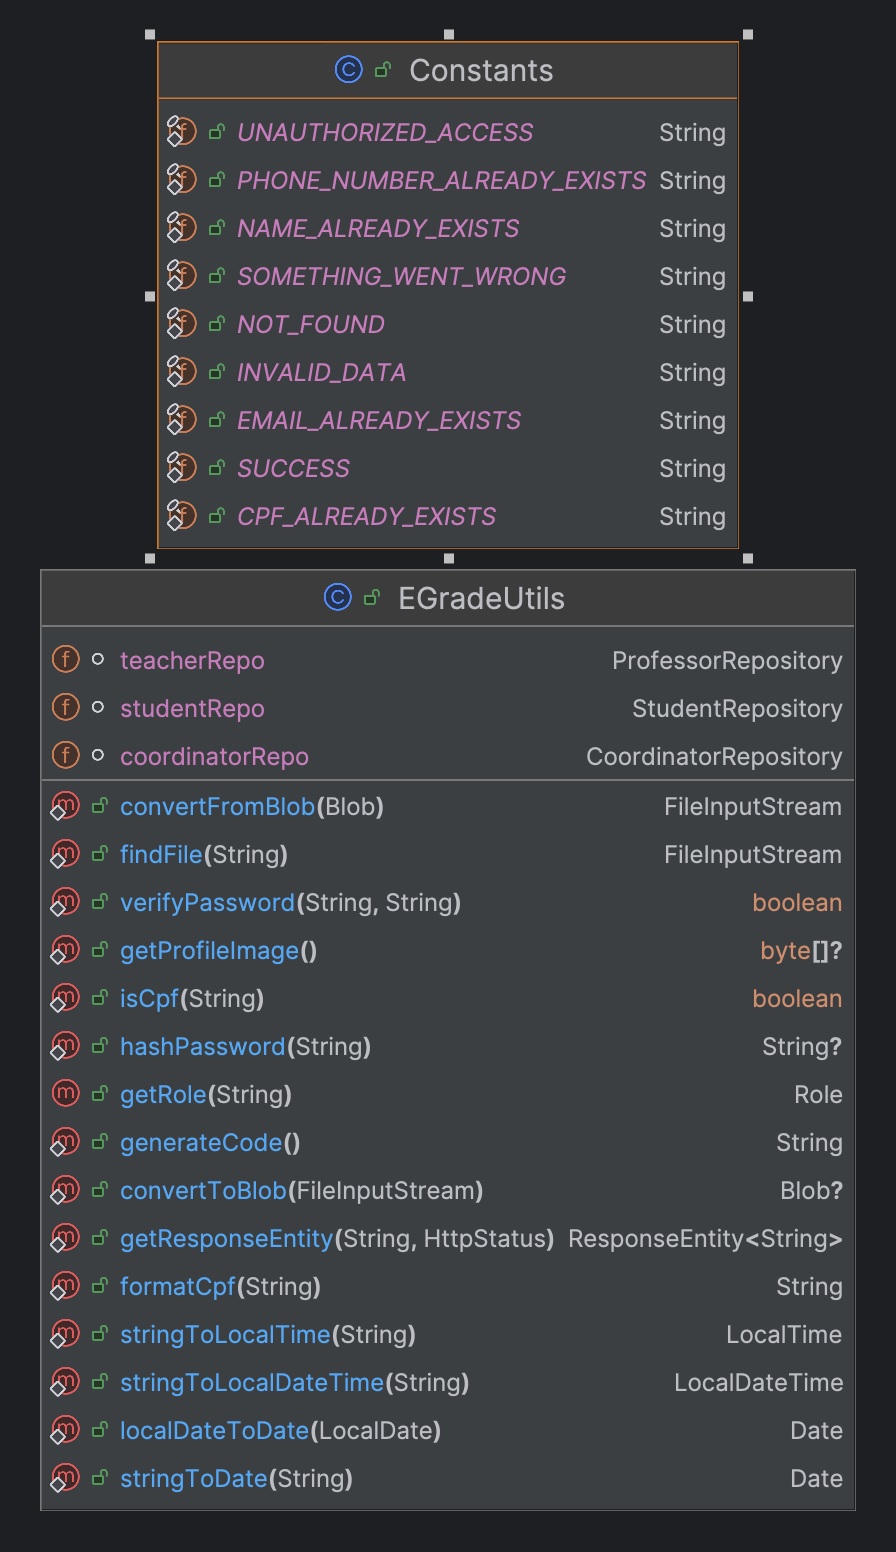 Constants
UNAUTHORIZED_ACCESS String
PHONE_NUMBER_ALREADY_EXISTS String
NAME_ALREADY_EXISTS String
SOMETHING_WENT_WRONG String
NOT_FOUND String
INVALID_DATA String
EMAIL_ALREADY_EXISTS String
SUCCESS String
CPF_ALREADY_EXISTS String
EGradeUtils
teacherRepo ProfessorRepository
studentRepo StudentRepository
coordinatorRepo CoordinatorRepository
convertFromBlob(Blob) FileInputStream
findFile(String) FileInputStream
verifyPassword(String, String) boolean
getProfileImage() byte[]?
isCpf(String) boolean
hashPassword(String) String?
getRole(String) Role
generateCode() String
convertToBlob(FileInputStream) Blob?
getResponseEntity(String, HttpStatus) ResponseEntity<String>
formatCpf(String) String
stringToLocalTime(String) LocalTime
stringToLocalDateTime(String) LocalDateTime
localDateToDate(LocalDate) Date
stringToDate(String) Date